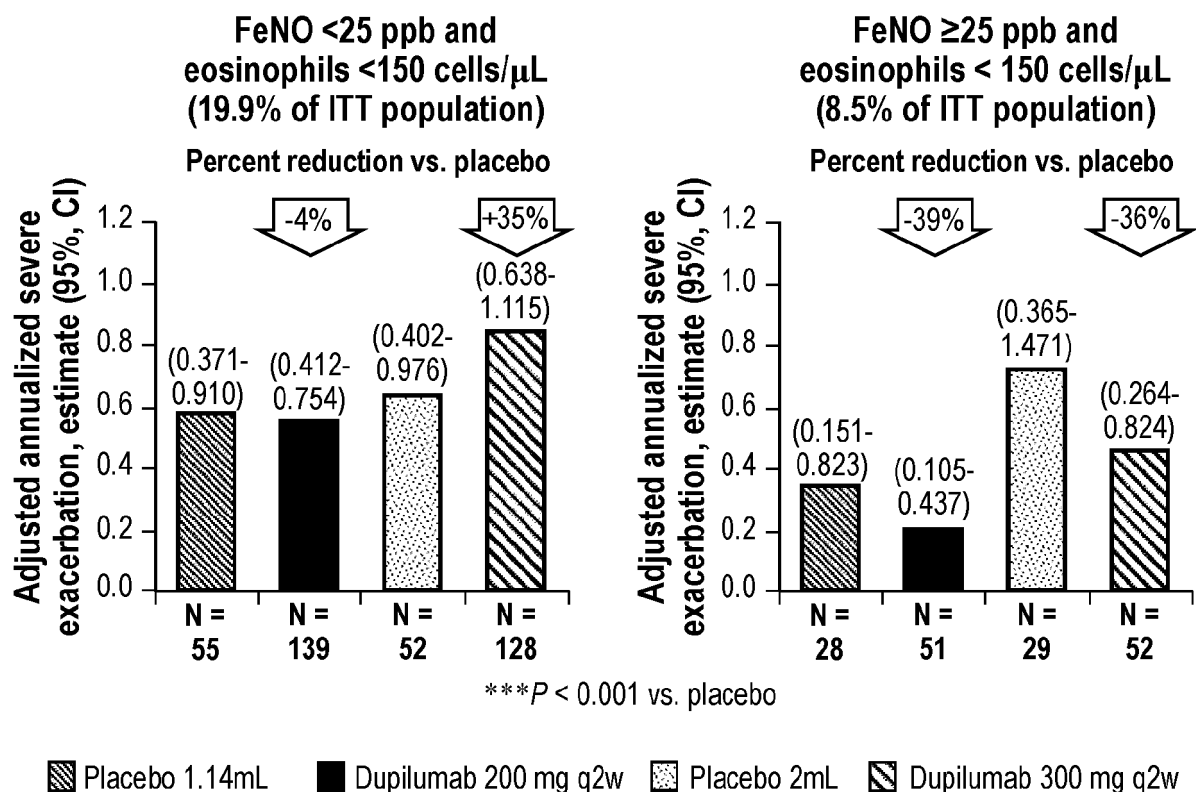 FeNO <25 ppb and
eosinophils <150 cells/μL
(19.9% of ITT population)
Percent reduction vs. placebo
-4%
+35%
Adjusted annualized severe
exacerbation, estimate (95%, CI)
1.2
1.0
0.8
0.6
0.4
0.2
0.0
(0.371-
0.910)
(0.412-
0.754)
(0.402-
0.976)
(0.638-
1.115)
N =
55
N =
139
N =
52
N =
128
FeNO ≥25 ppb and
eosinophils < 150 cells/μL
(8.5% of ITT population)
Percent reduction vs. placebo
-39%
-36%
Adjusted annualized severe
exacerbation, estimate (95%, CI)
1.2
1.0
0.8
0.6
0.4
0.2
0.0
(0.151-
0.823)
(0.105-
0.437)
(0.365-
1.471)
(0.264-
0.824)
N =
28
N =
51
N =
29
N =
52
***P < 0.001 vs. placebo
Placebo 1.14mL
Dupilumab 200 mg q2w
Placebo 2mL
Dupilumab 300 mg q2w